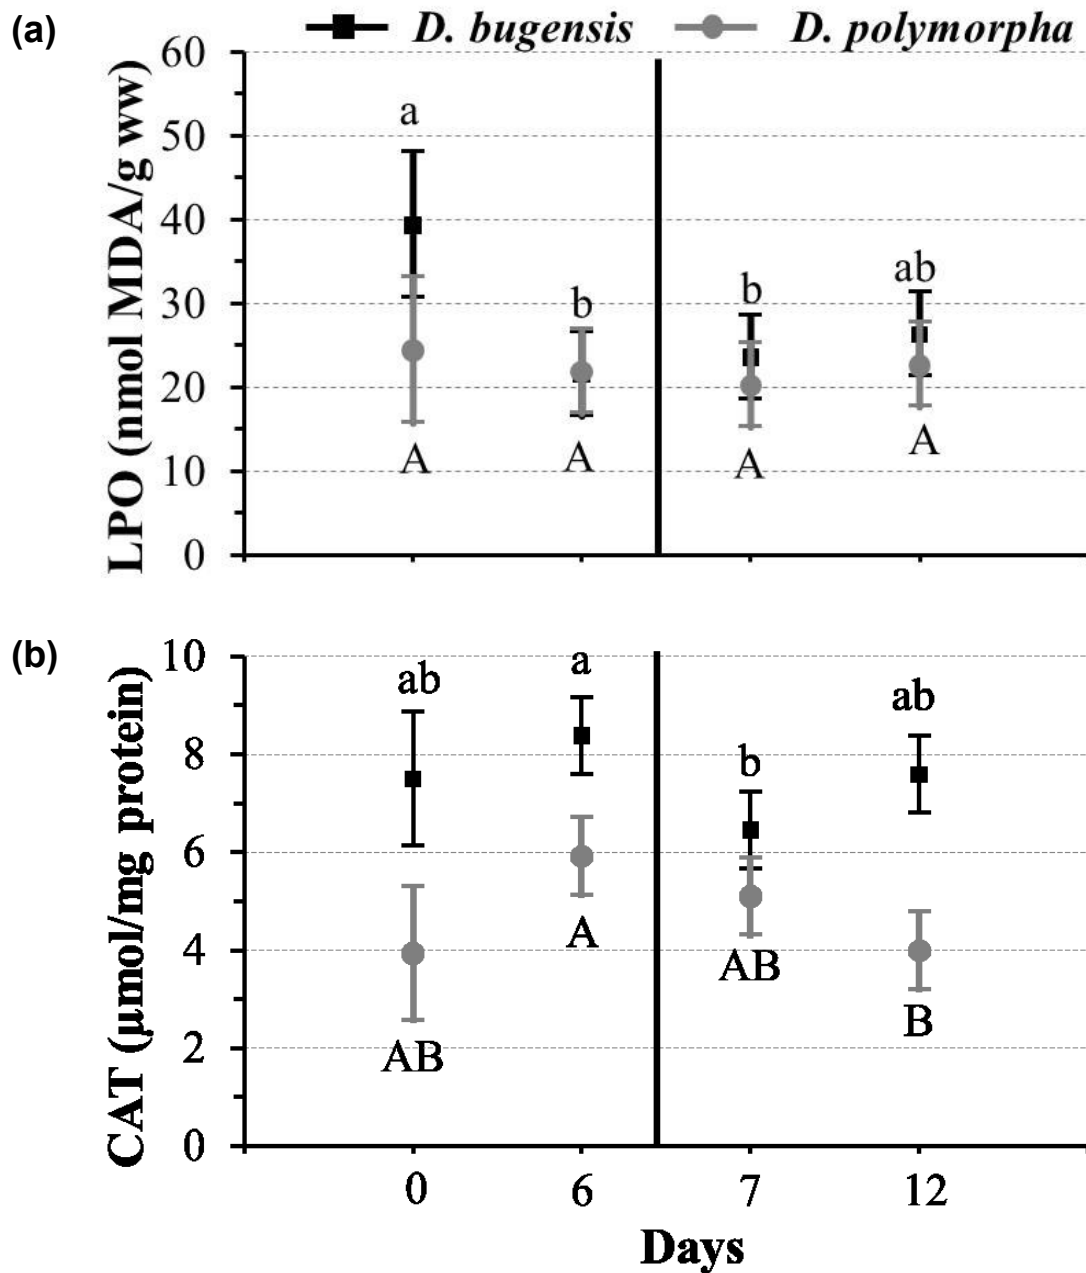 (a)
D. bugensis D. polymorpha
LPO (nmol MDA/g ww)
60
50
40
30
20
10
0
a
b
b
ab
A
A
A
A
(b)
CAT (μmol/mg protein)
10
8
6
4
2
0
ab
a
b
ab
AB
A
AB
B
0 6 7 12
Days